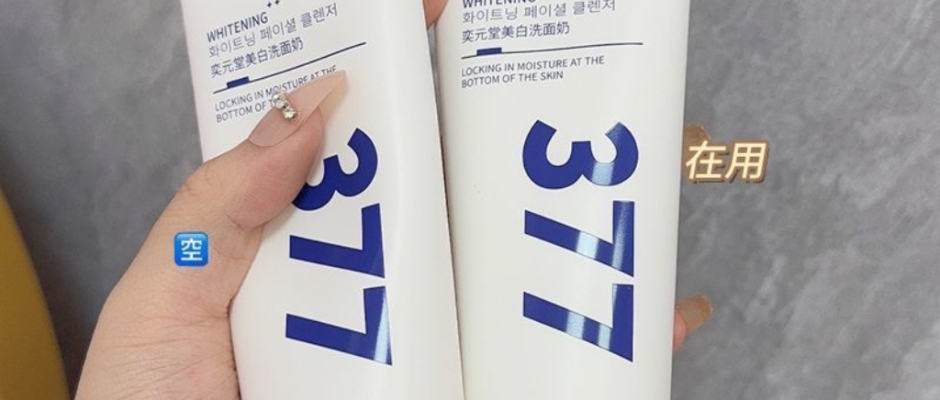 WHITENING
화이트닝 페이셜 클렌저
奕元堂美白洗面奶
LOCKING IN MOISTURE AT THE
BOTTOM OF THE SKIN
377
空
WHITENING
화이트닝 페이셜 클렌저
奕元堂美白洗面奶
LOCKING IN MOISTURE AT THE
BOTTOM OF THE SKIN
377
在用